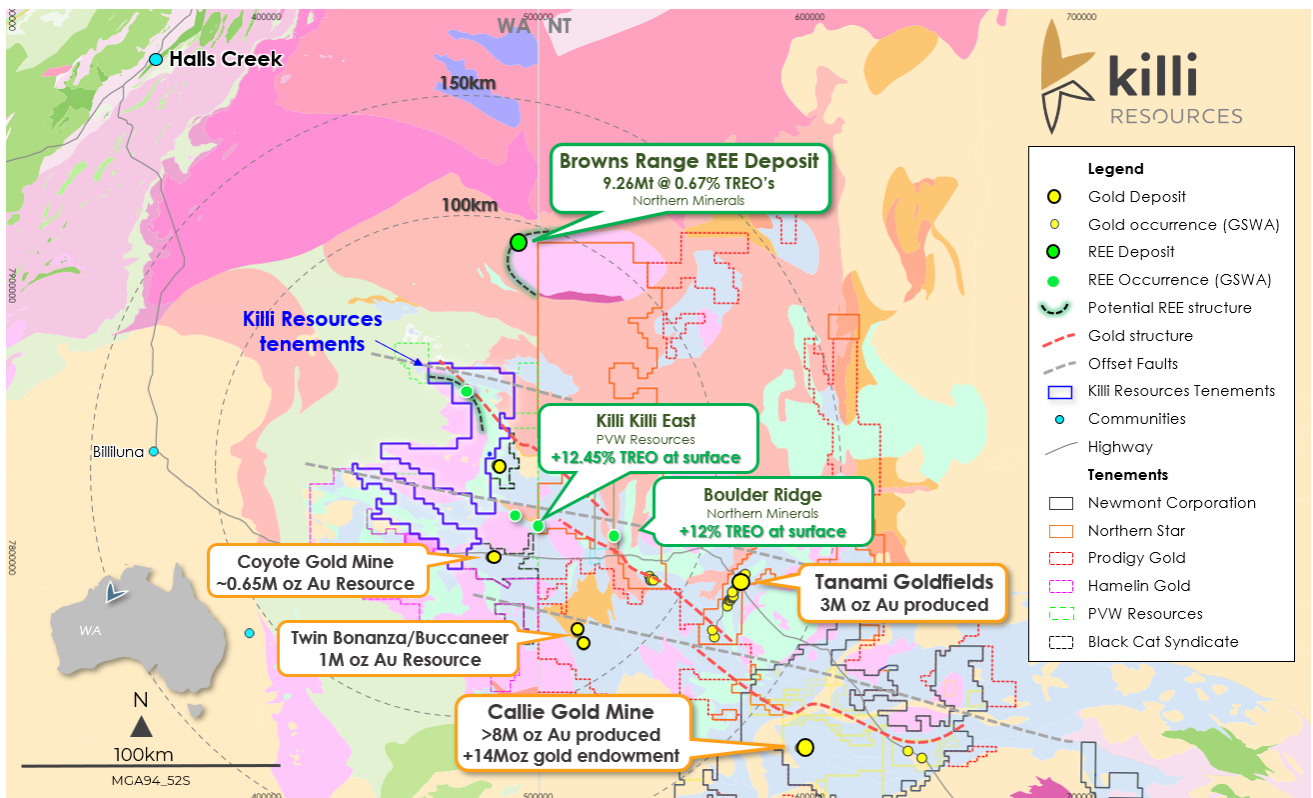 400000
500000
600000
700000
WA NT
Halls Creek
150km
killi
RESOURCES
Browns Range REE Deposit
9.26Mt @ 0.67% TREO's
Northern Minerals
100km
7900000
Killi Resources
tenements
Killi Killi East
PVW Resources
+12.45% TREO at surface
Billiluna
Boulder Ridge
Northern Minerals
+12% TREO at surface
7800000
Coyote Gold Mine
~0.65M oz Au Resource
Tanami Goldfields
3M oz Au produced
WA
Twin Bonanza/Buccaneer
1M oz Au Resource
Callie Gold Mine
>8M oz Au produced
+14Moz gold endowment
N
100km
MGA94_52S
400000
500000
600000
700000
Legend
Gold Deposit
Gold occurrence (GSWA)
REE Deposit
REE Occurrence (GSWA)
Potential REE structure
Gold structure
Offset Faults
Killi Resources Tenements
Communities
Highway
Tenements
Newmont Corporation
Northern Star
Prodigy Gold
Hamelin Gold
PVW Resources
Black Cat Syndicate